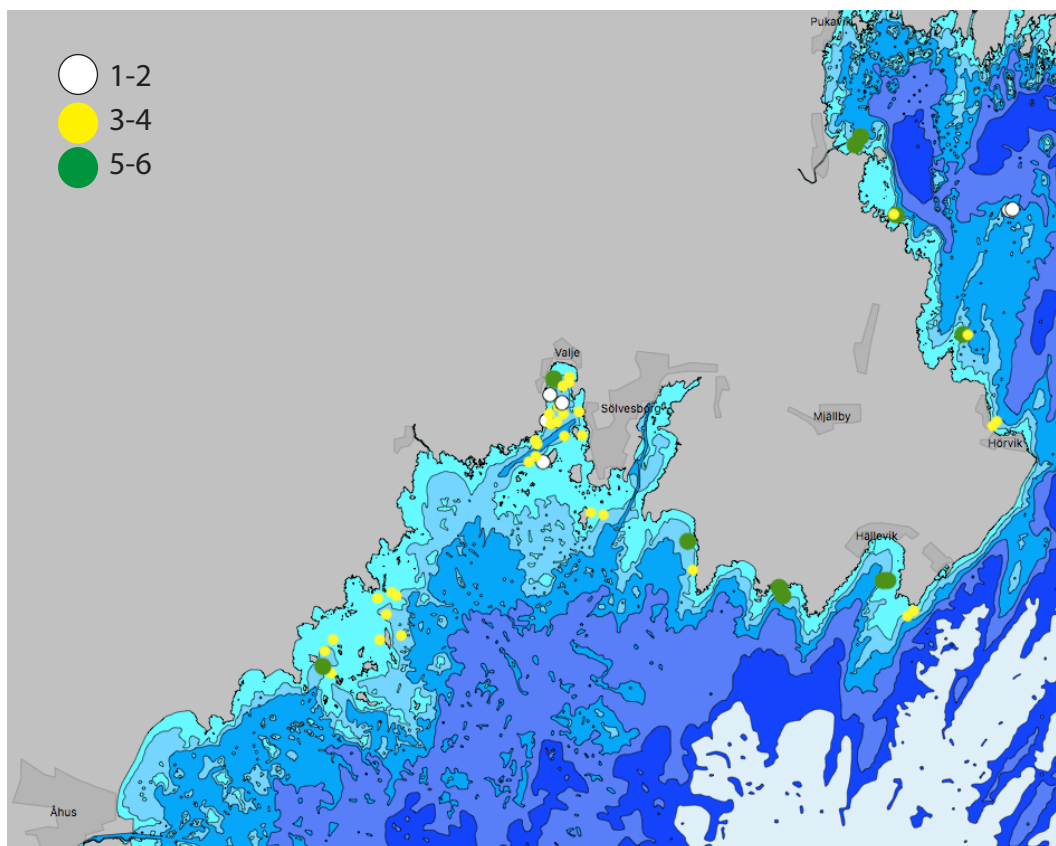 Pukavik
1-2
3-4
5-6
Valje
Sölvesborg
Mjällby
Hörvik
Hällevik
Åhus